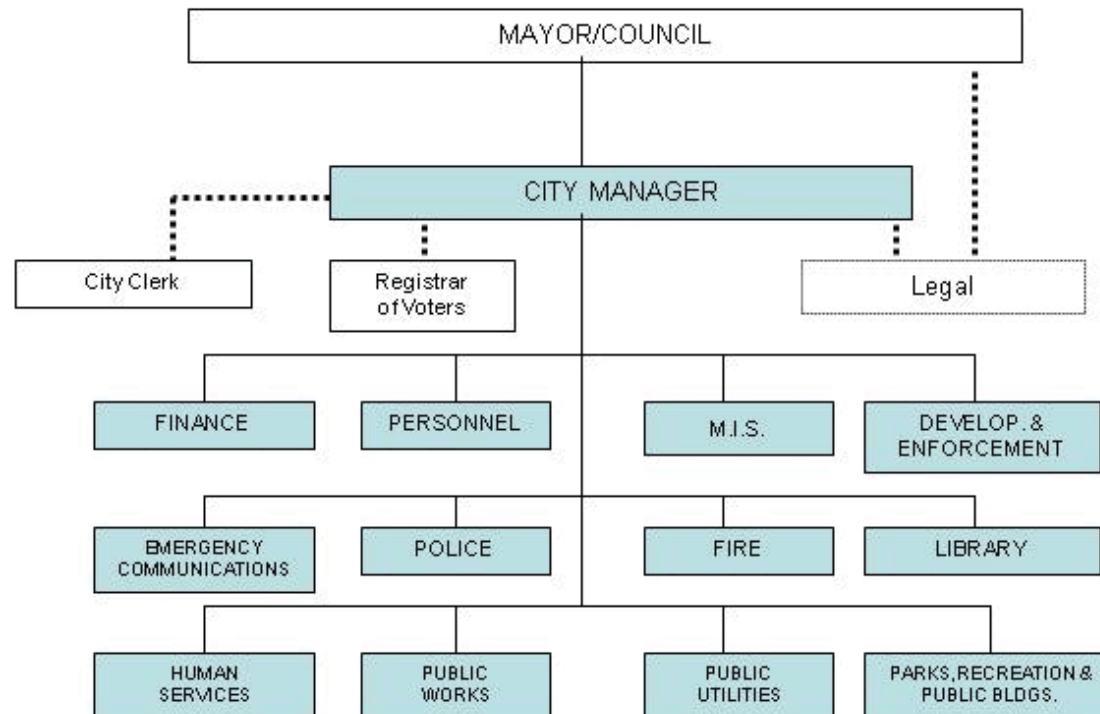 MAYOR/COUNCIL
CITY MANAGER
City Clerk
Registrar
of Voters
Legal
FINANCE
PERSONNEL
M.I.S.
DEVELOP. &
ENFORCEMENT
EMERGENCY
COMMUNICATIONS
POLICE
FIRE
LIBRARY
HUMAN
SERVICES
PUBLIC
WORKS
PUBLIC
UTILITIES
PARKS, RECREATION &
PUBLIC BLDGS.